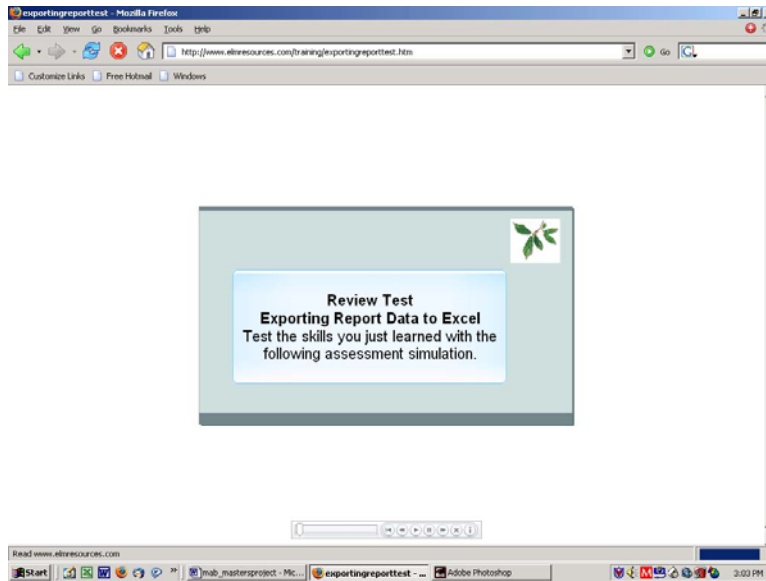 exportingreporttest - Mozilla Firefox
File Edit View Go Bookmarks Tools Help
http://www.elmresources.com/training/exportingreporttest.htm
Go
Customize Links Free Hotmail Windows
Review Test
Exporting Report Data to Excel
Test the skills you just learned with the
following assessment simulation.
Read www.elmresources.com
Start mab_mastersproject - Mic... exportingreporttest - ... Adobe Photoshop 3:03 PM